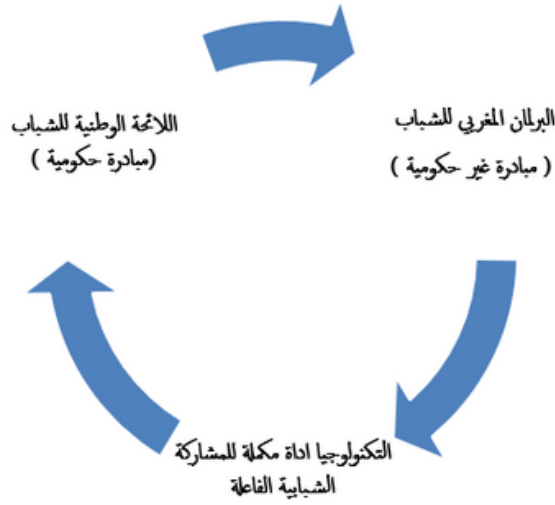 البرلمان المغربي للشباب
( مبادرة غير حكومية )
التكنولوجيا اداة مكملة للمشاركة
الشبابية الفاعلة
اللائحة الوطنية للشباب
(مبادرة حكومية )